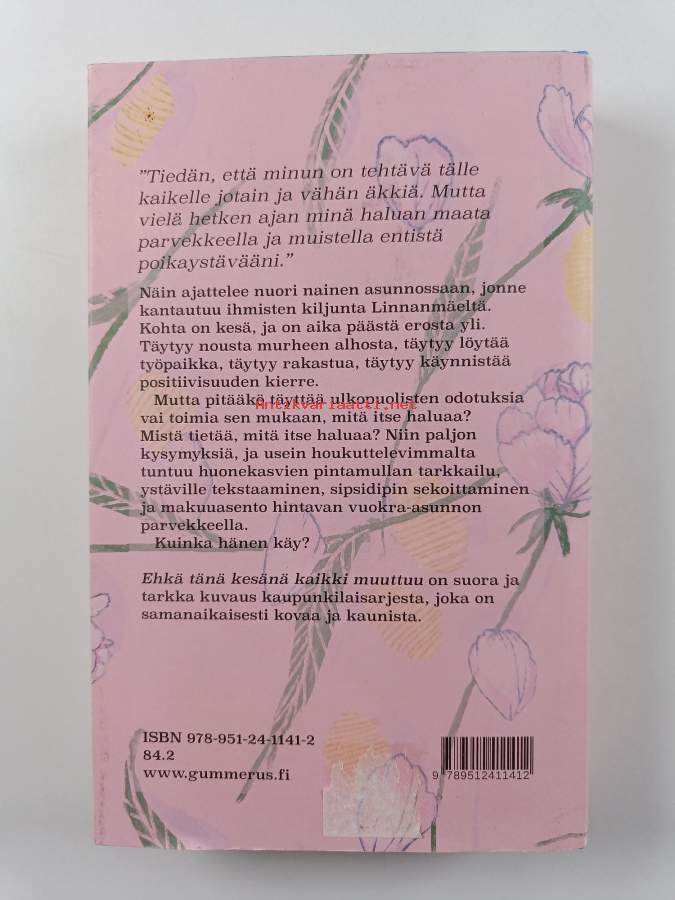 ”Tiedän, että minun on tehtävä tälle
kaikelle jotain ja vähän äkkiä. Mutta
vielä hetken ajan minä haluan maata
parvekkeella ja muistella entistä
poikaystävääni.”
Näin ajattelee nuori nainen asunnossaan, jonne
kantautuu ihmisten kiljunta Linnanmäeltä.
Kohta on kesä, ja on aika päästä erosta yli.
Täytyy nousta murheen alhosta, täytyy löytää
työpaikka, täytyy rakastua, täytyy käynnistää
positiivisuuden kierre.
Mutta pitääkö täyttää ulkopuolisten odotuksia
Antikvariaatti.net
vai toimia sen mukaan, mitä itse haluaa?
Mistä tietää, mitä itse haluaa? Niin paljon
kysymyksiä, ja usein houkuttelevimmalta
tuntuu huonekasvien pintamullan tarkkailu,
ystäville tekstaaminen, sipsidipin sekoittaminen
ja makuuasento hintavan vuokra-asunnon
parvekkeella.
Kuinka hänen käy?
Ehkä tänä kesänä kaikki muuttuu on suora ja
tarkka kuvaus kaupunkilaisarjesta, joka on
samanaikaisesti kovaa ja kaunista.
ISBN 978-951-24-1141-2
84.2
www.gummerus.fi
9 789512 411412